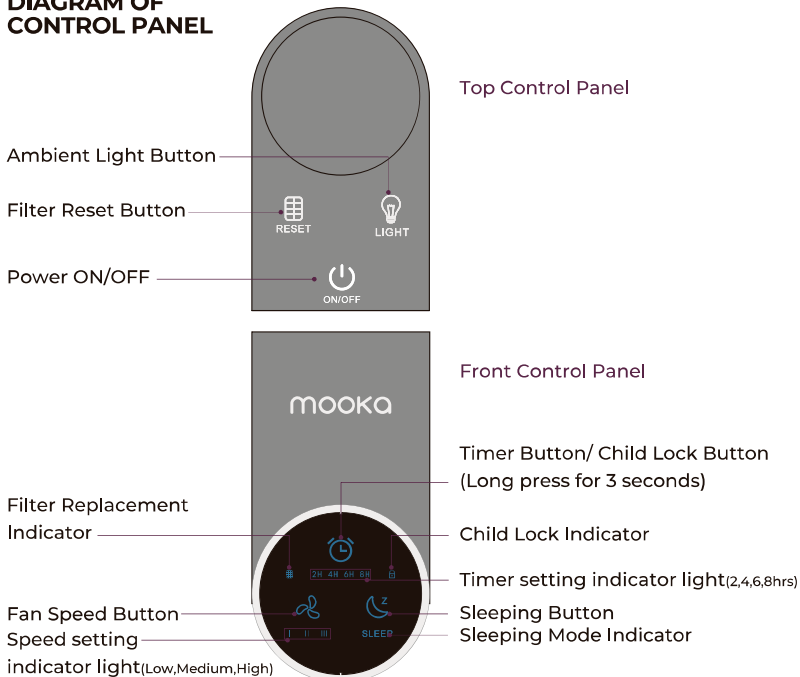 DIAGRAM OF
CONTROL PANEL
Top Control Panel
Ambient Light Button
Filter Reset Button
RESET
LIGHT
Power ON/OFF
ON/OFF
Front Control Panel
mooka
Timer Button/ Child Lock Button
(Long press for 3 seconds)
Filter Replacement
Indicator
Child Lock Indicator
2H 4H 6H 8H
Timer setting indicator light(2,4,6,8hrs)
Z
Fan Speed Button
Sleeping Button
Speed setting
indicator light(Low,Medium,High)
I II III
SLEEP
Sleeping Mode Indicator